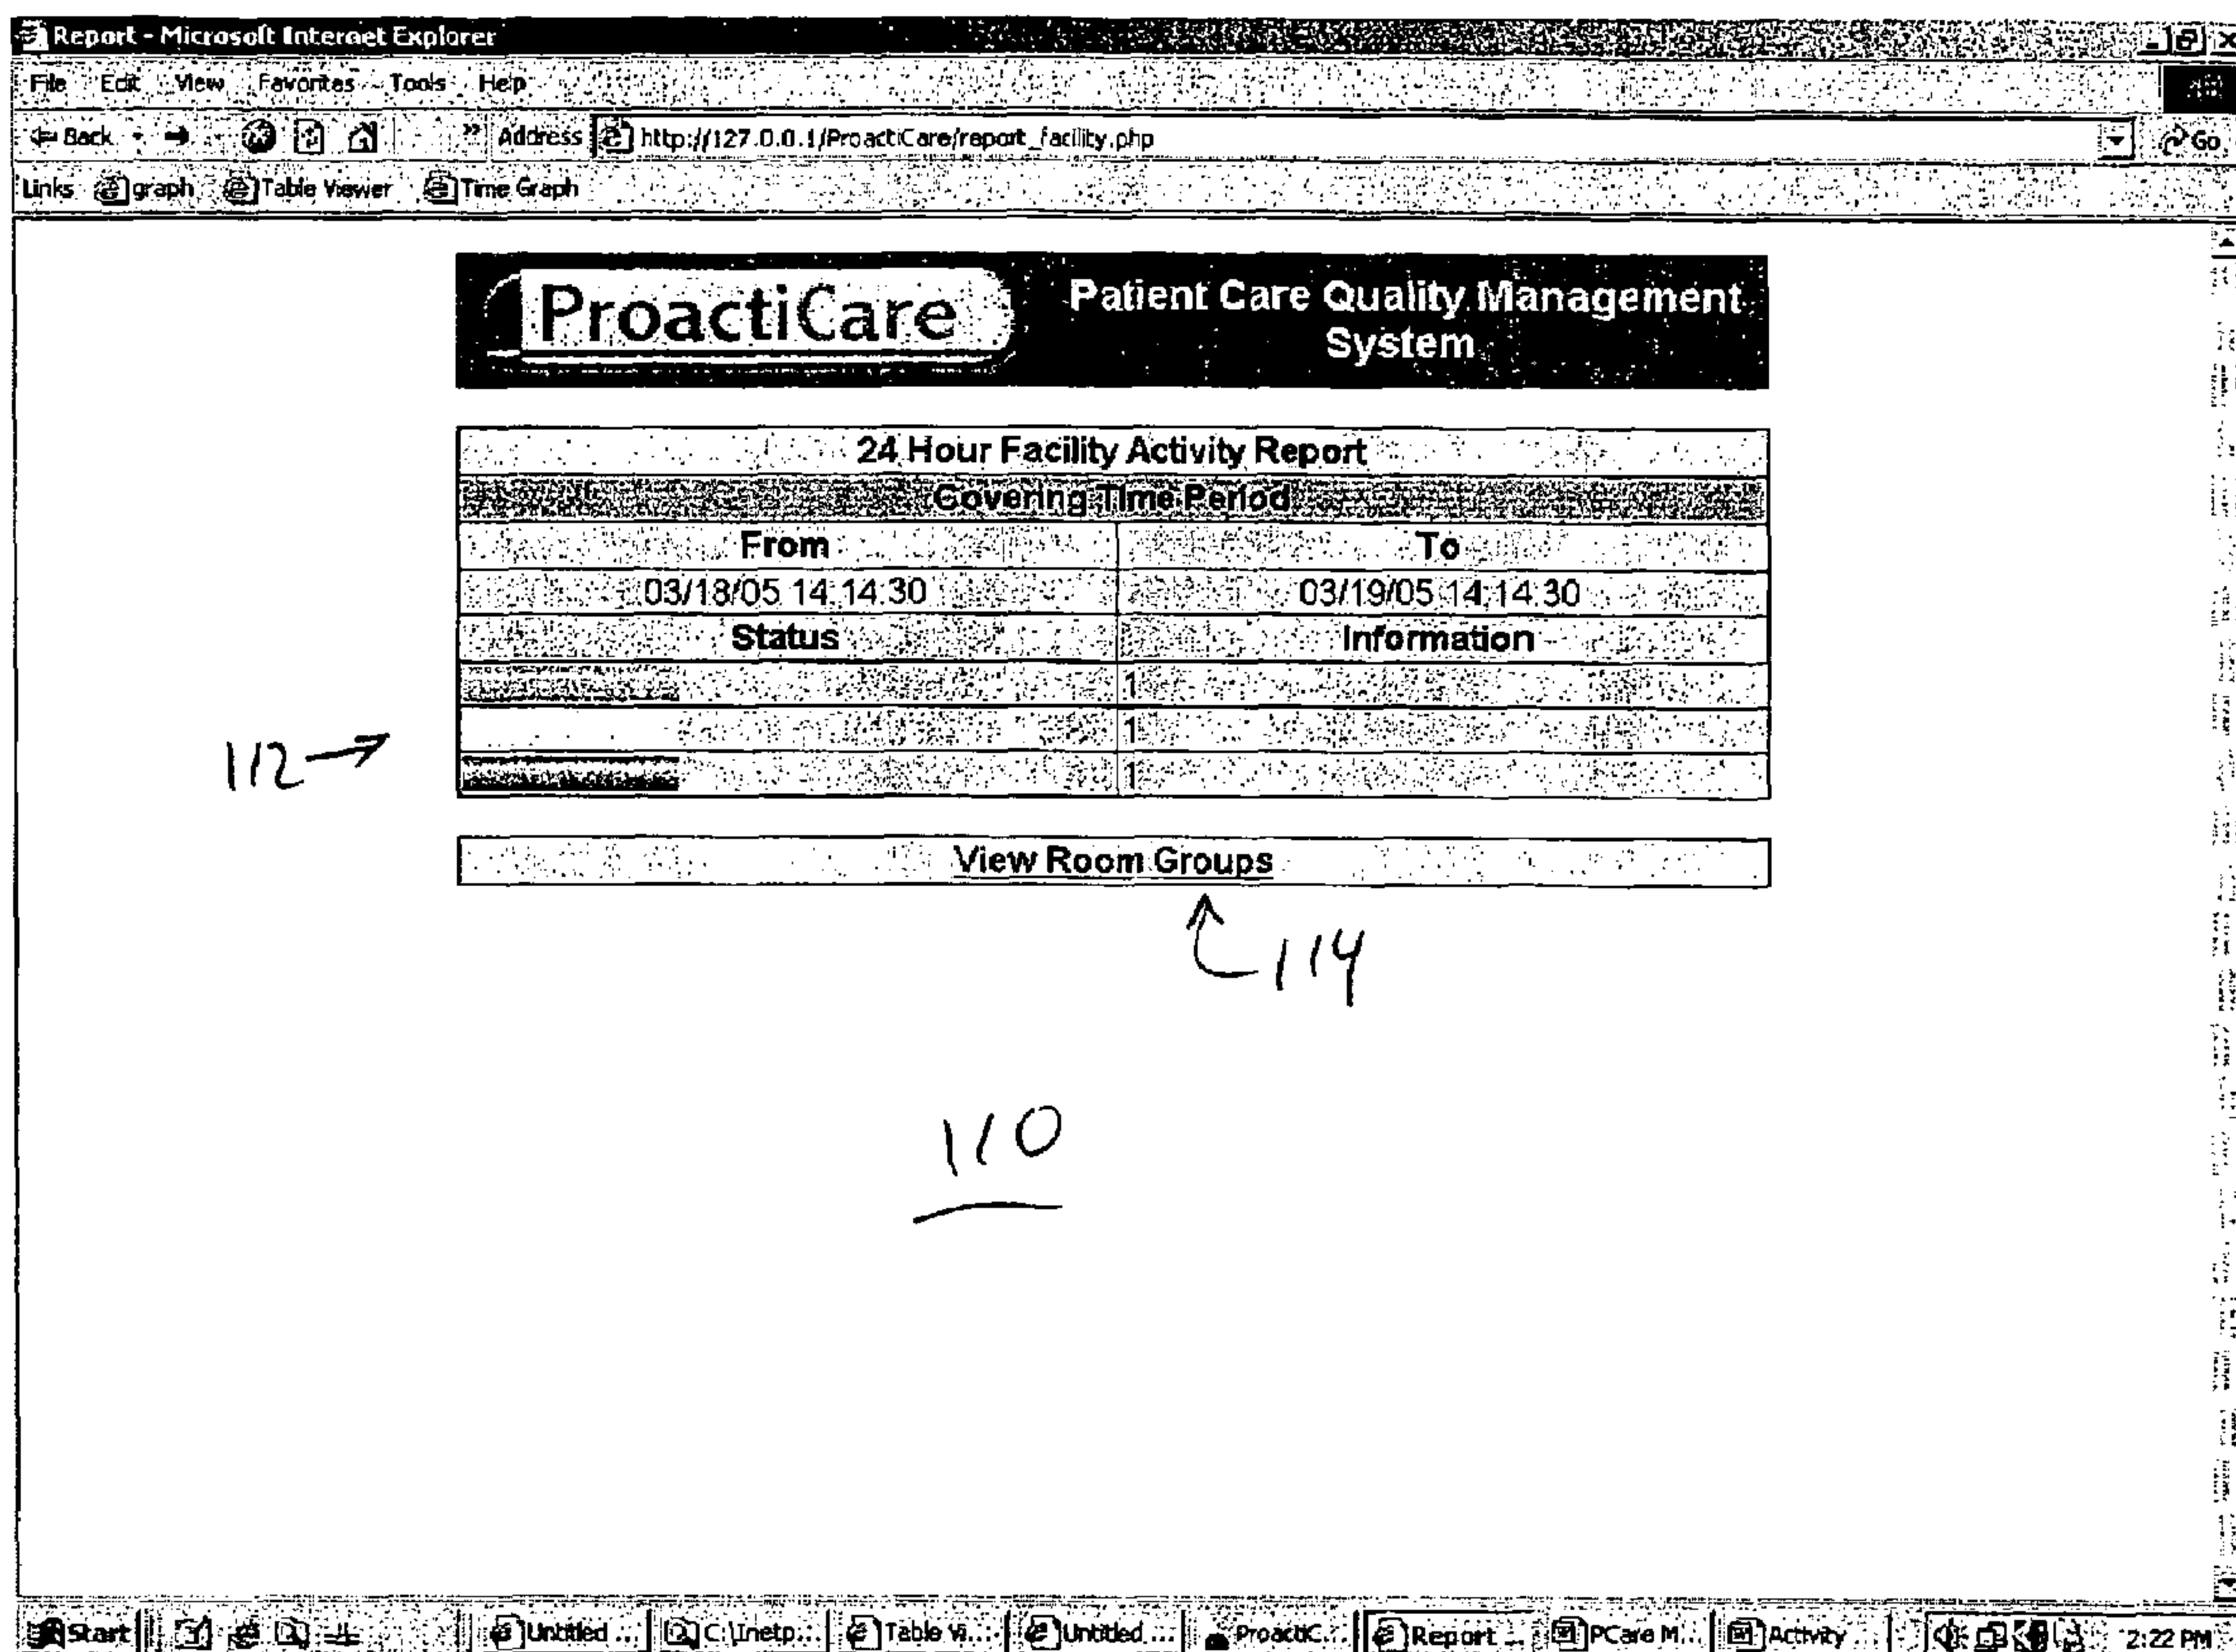 Report - Microsoft Internet Explorer
File Edit View Favorites Tools Help
Back Address http://127.0.0.1/ProactiCare/report_facility.php Go
Links graph Table Viewer Time Graph
ProactiCare
Patient Care Quality Management
System
24 Hour Facility Activity Report
Covering Time Period
From To
03/18/05 14:14:30 03/19/05 14:14:30
Status Information
1
112 1
1
View Room Groups
114
110
Start Untitled ... C:\Inetp... Table Vi... Untitled ... ProactiC... Report ... PCare M... Activity 2:22 PM